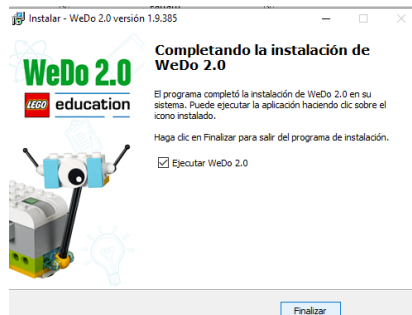 Instalar - WeDo 2.0 versión 1.9.385
Completando la instalación de
WeDo 2.0
WeDo 2.0
LEGO education
El programa completó la instalación de WeDo 2.0 en su
sistema. Puede ejecutar la aplicación haciendo clic sobre el
icono instalado.
Haga clic en Finalizar para salir del programa de instalación.
Ejecutar WeDo 2.0
Finalizar